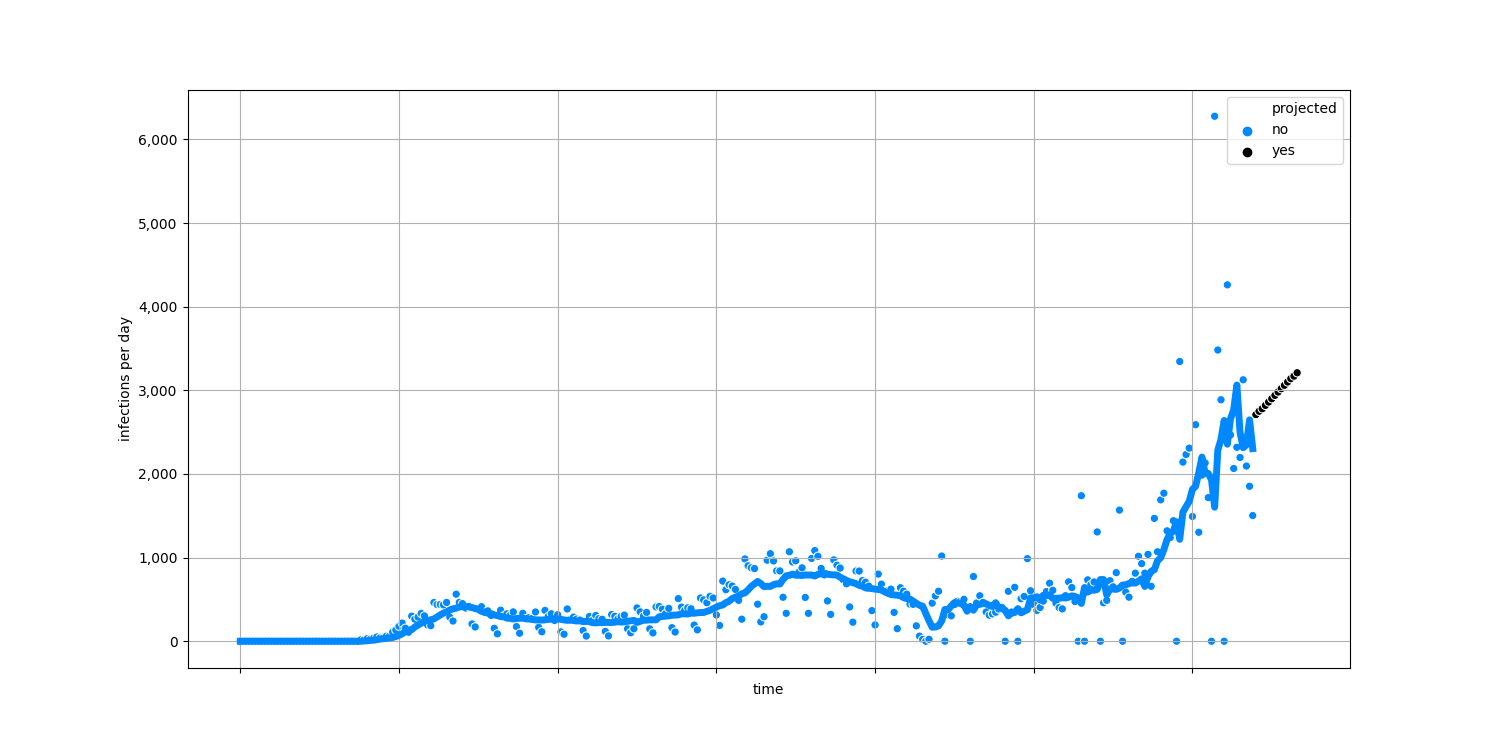 projected
no
yes
6,000
5,000
4,000
3,000
2,000
1,000
0
infections per day
time